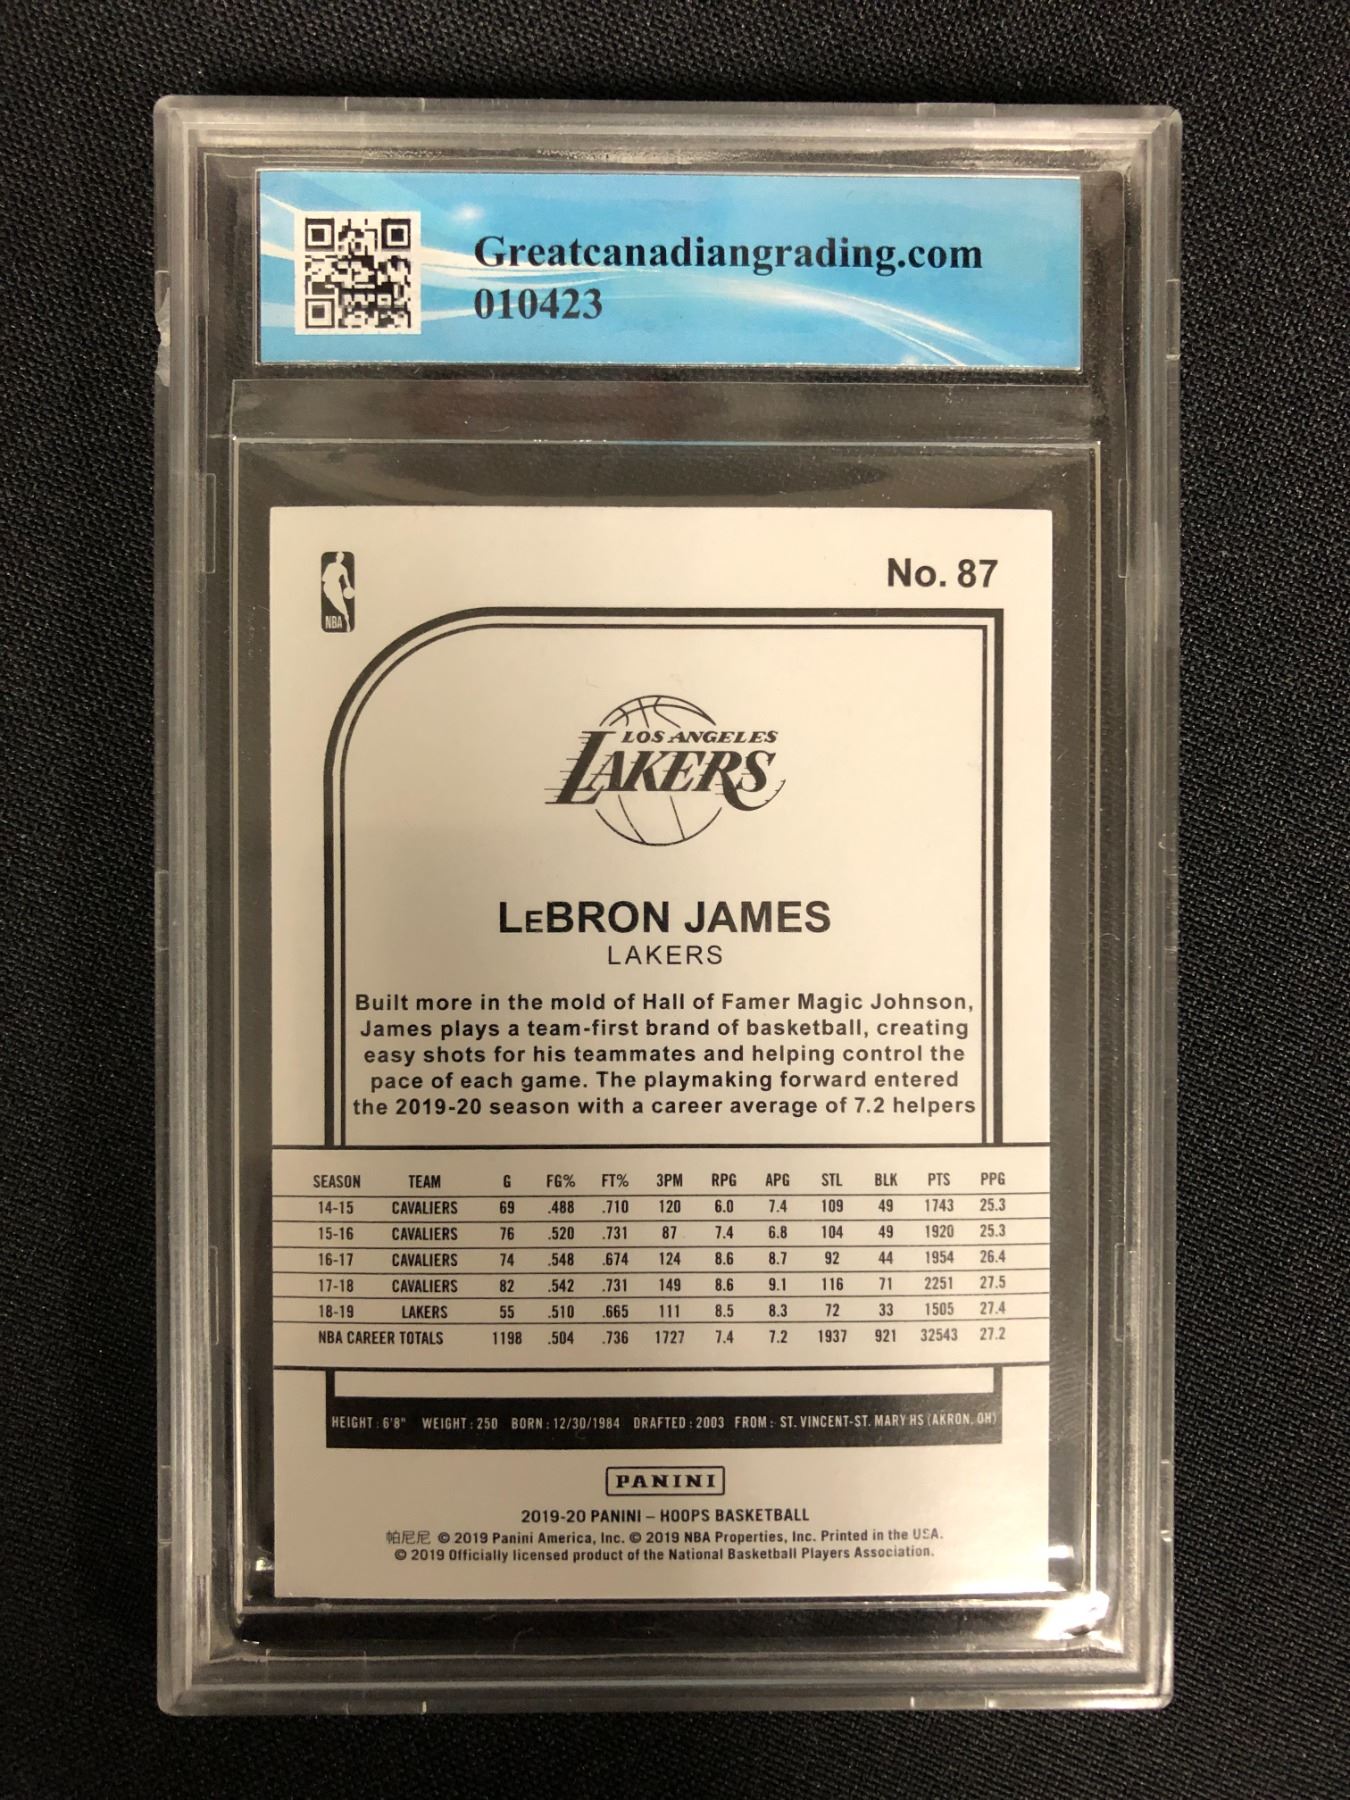 Greatcanadiangrading.com
010423
NBA
No. 87
LOS ANGELES
LAKERS
LEBRON JAMES
LAKERS
Built more in the mold of Hall of Famer Magic Johnson,
James plays a team-first brand of basketball, creating
easy shots for his teammates and helping control the
pace of each game. The playmaking forward entered
the 2019-20 season with a career average of 7.2 helpers
SEASON TEAM G FG% FT% 3PM RPG APG STL BLK PTS PPG
14-15 CAVALIERS 69 .488 .710 120 6.0 7.4 109 49 1743 25.3
15-16 CAVALIERS 76 .520 .731 87 7.4 6.8 104 49 1920 25.3
16-17 CAVALIERS 74 .548 .674 124 8.6 8.7 92 44 1954 26.4
17-18 CAVALIERS 82 .542 .731 149 8.6 9.1 116 71 2251 27.5
18-19 LAKERS 55 .510 .665 111 8.5 8.3 72 33 1505 27.4
NBA CAREER TOTALS 1198 .504 .736 1727 7.4 7.2 1937 921 32543 27.2
HEIGHT: 6'8" WEIGHT: 250 BORN: 12/30/1984 DRAFTED: 2003 FROM: ST. VINCENT-ST. MARY HS (AKRON, OH)
PANINI
2019-20 PANINI – HOOPS BASKETBALL
帕尼尼 © 2019 Panini America, Inc. © 2019 NBA Properties, Inc. Printed in the USA.
© 2019 Officially licensed product of the National Basketball Players Association.